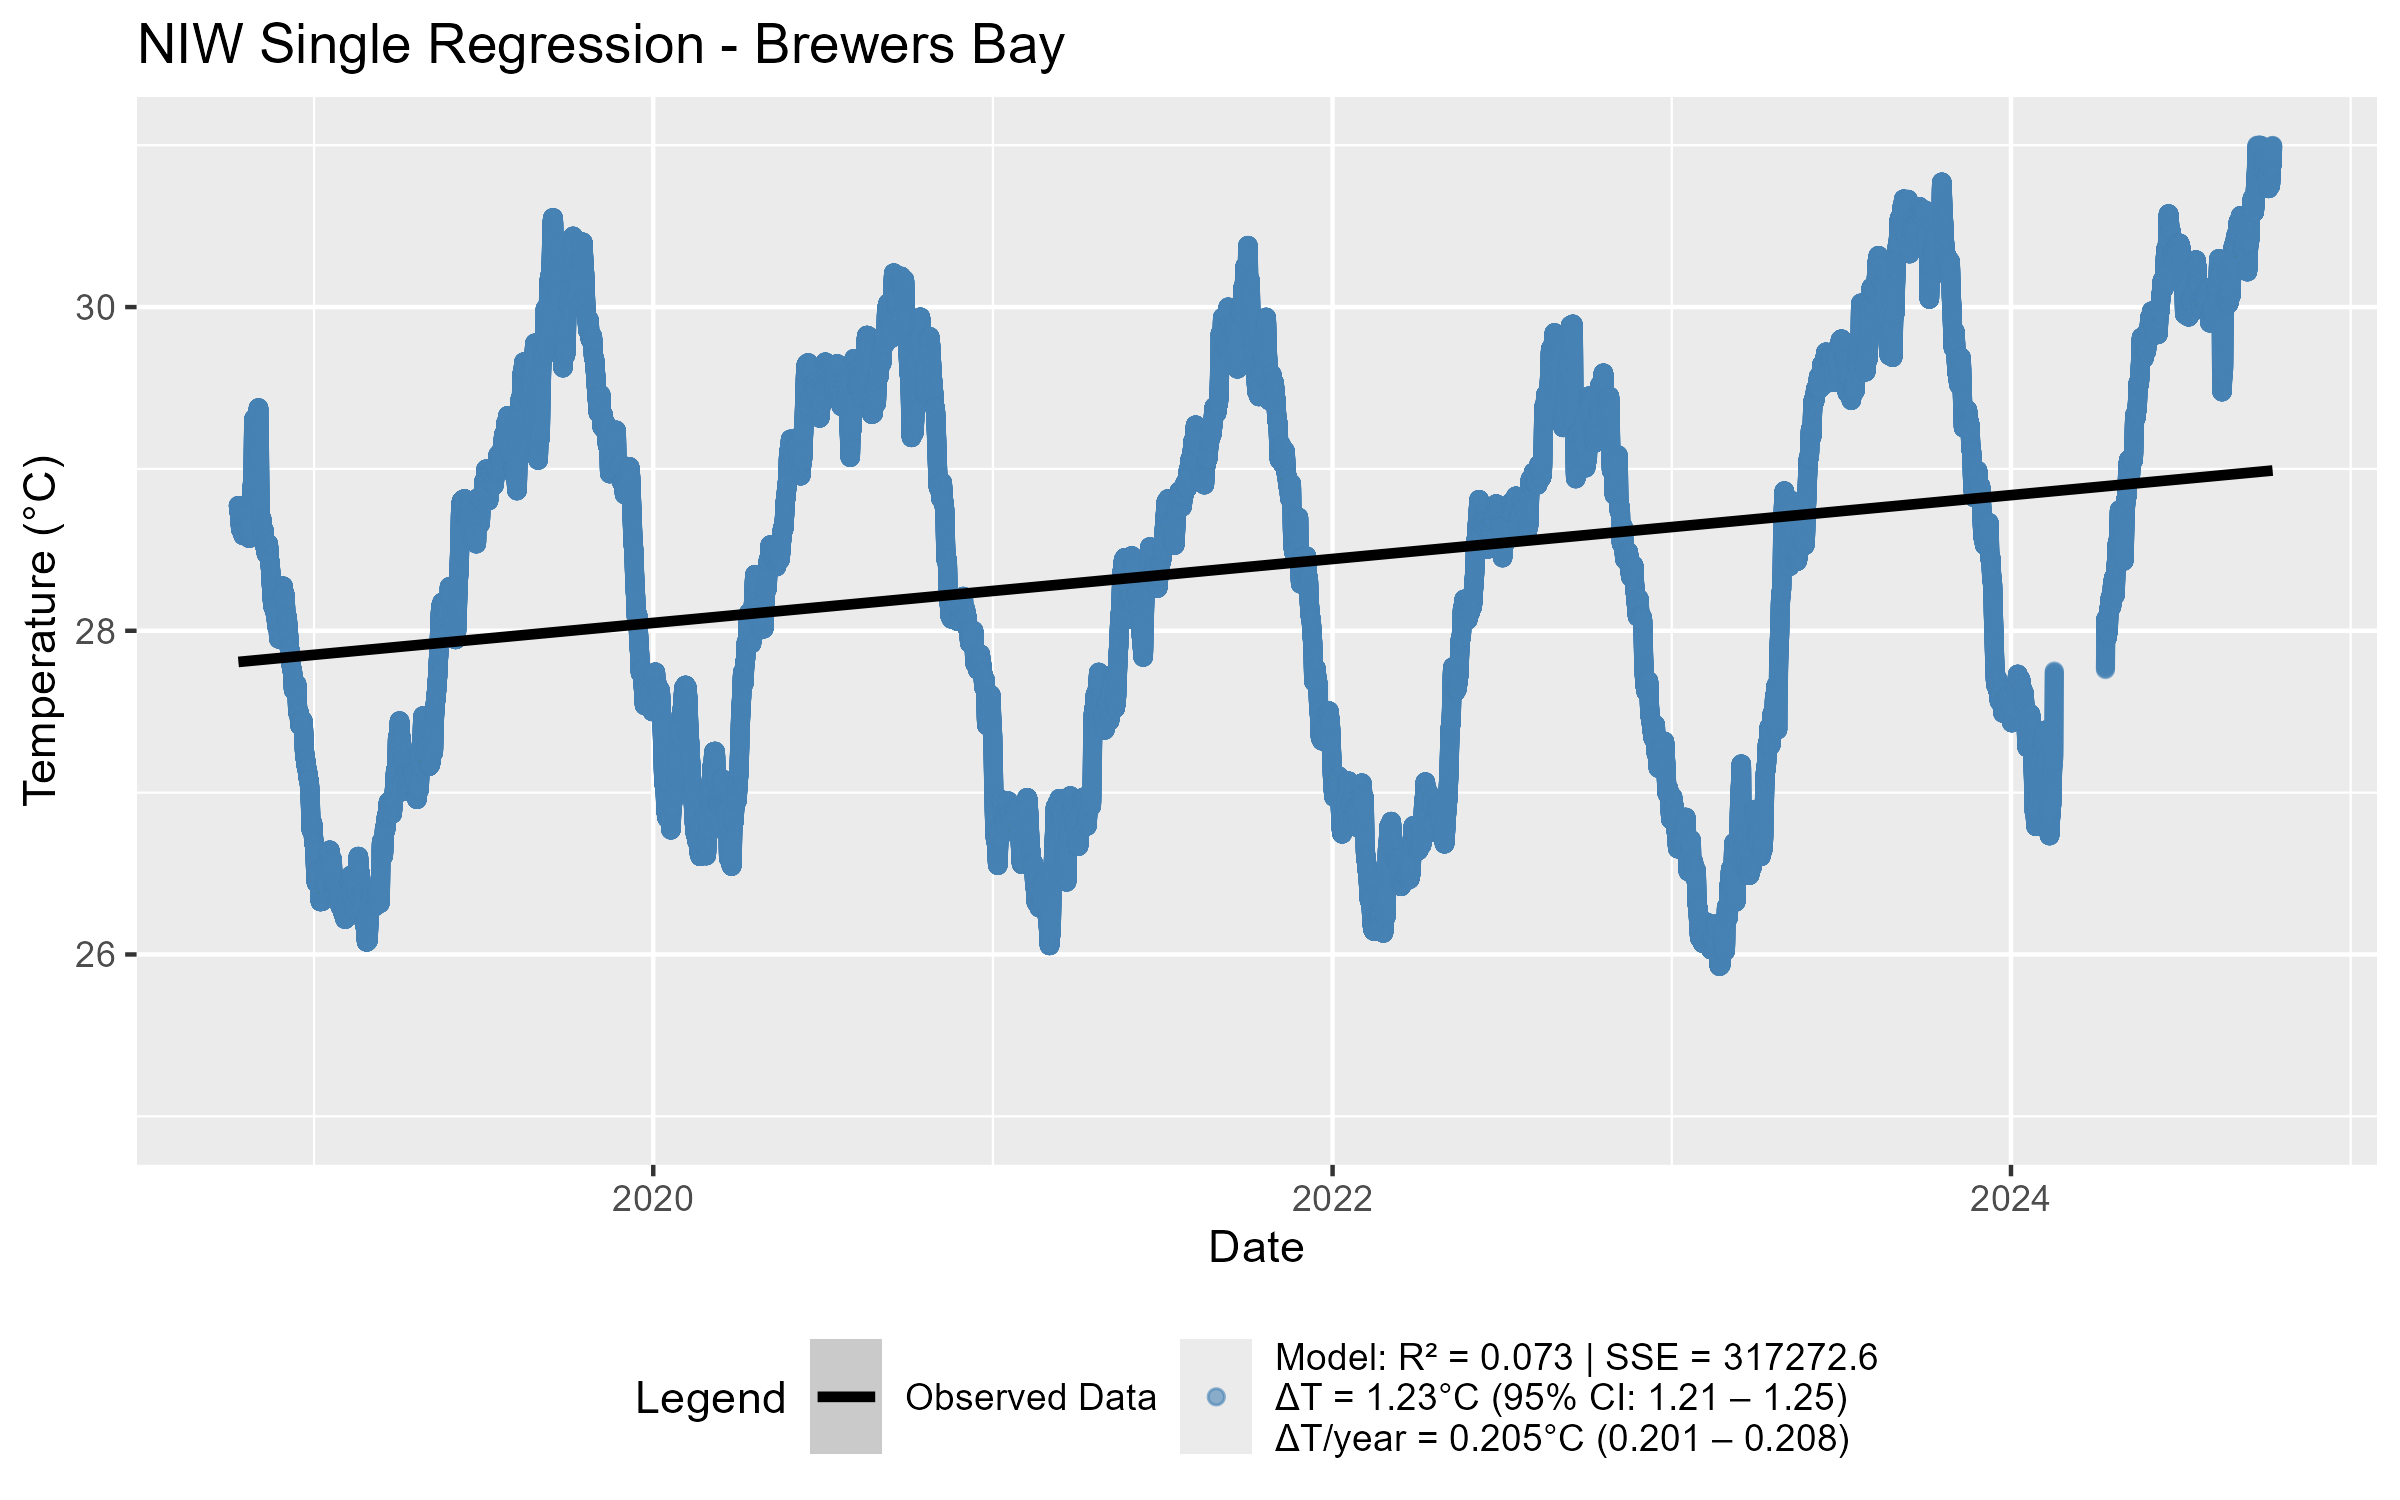 NIW Single Regression - Brewers Bay
Temperature (°C)
30
28
26
2020
2022
2024
Date
Legend
Observed Data
Model: R² = 0.073 | SSE = 317272.6
ΔT = 1.23°C (95% CI: 1.21 – 1.25)
ΔT/year = 0.205°C (0.201 – 0.208)